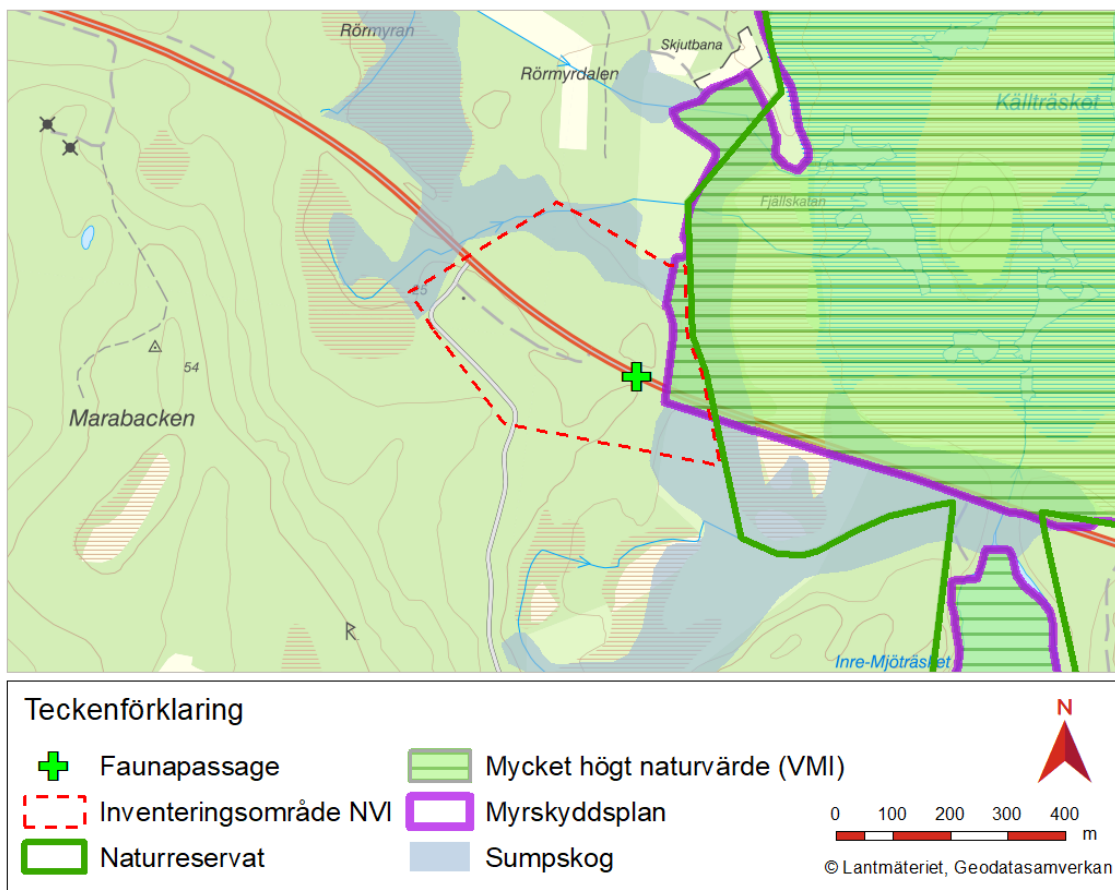 Rörmyran
Skjutbana
Rörmyrdalen
Källträsket
Fjällskatan
25
54
Marabacken
Inre-Mjöträsket
Teckenförklaring
Faunapassage
Inventeringsområde NVI
Naturreservat
Mycket högt naturvärde (VMI)
Myrskyddsplan
Sumpskog
N
0 100 200 300 400
m
© Lantmäteriet, Geodatasamverkan